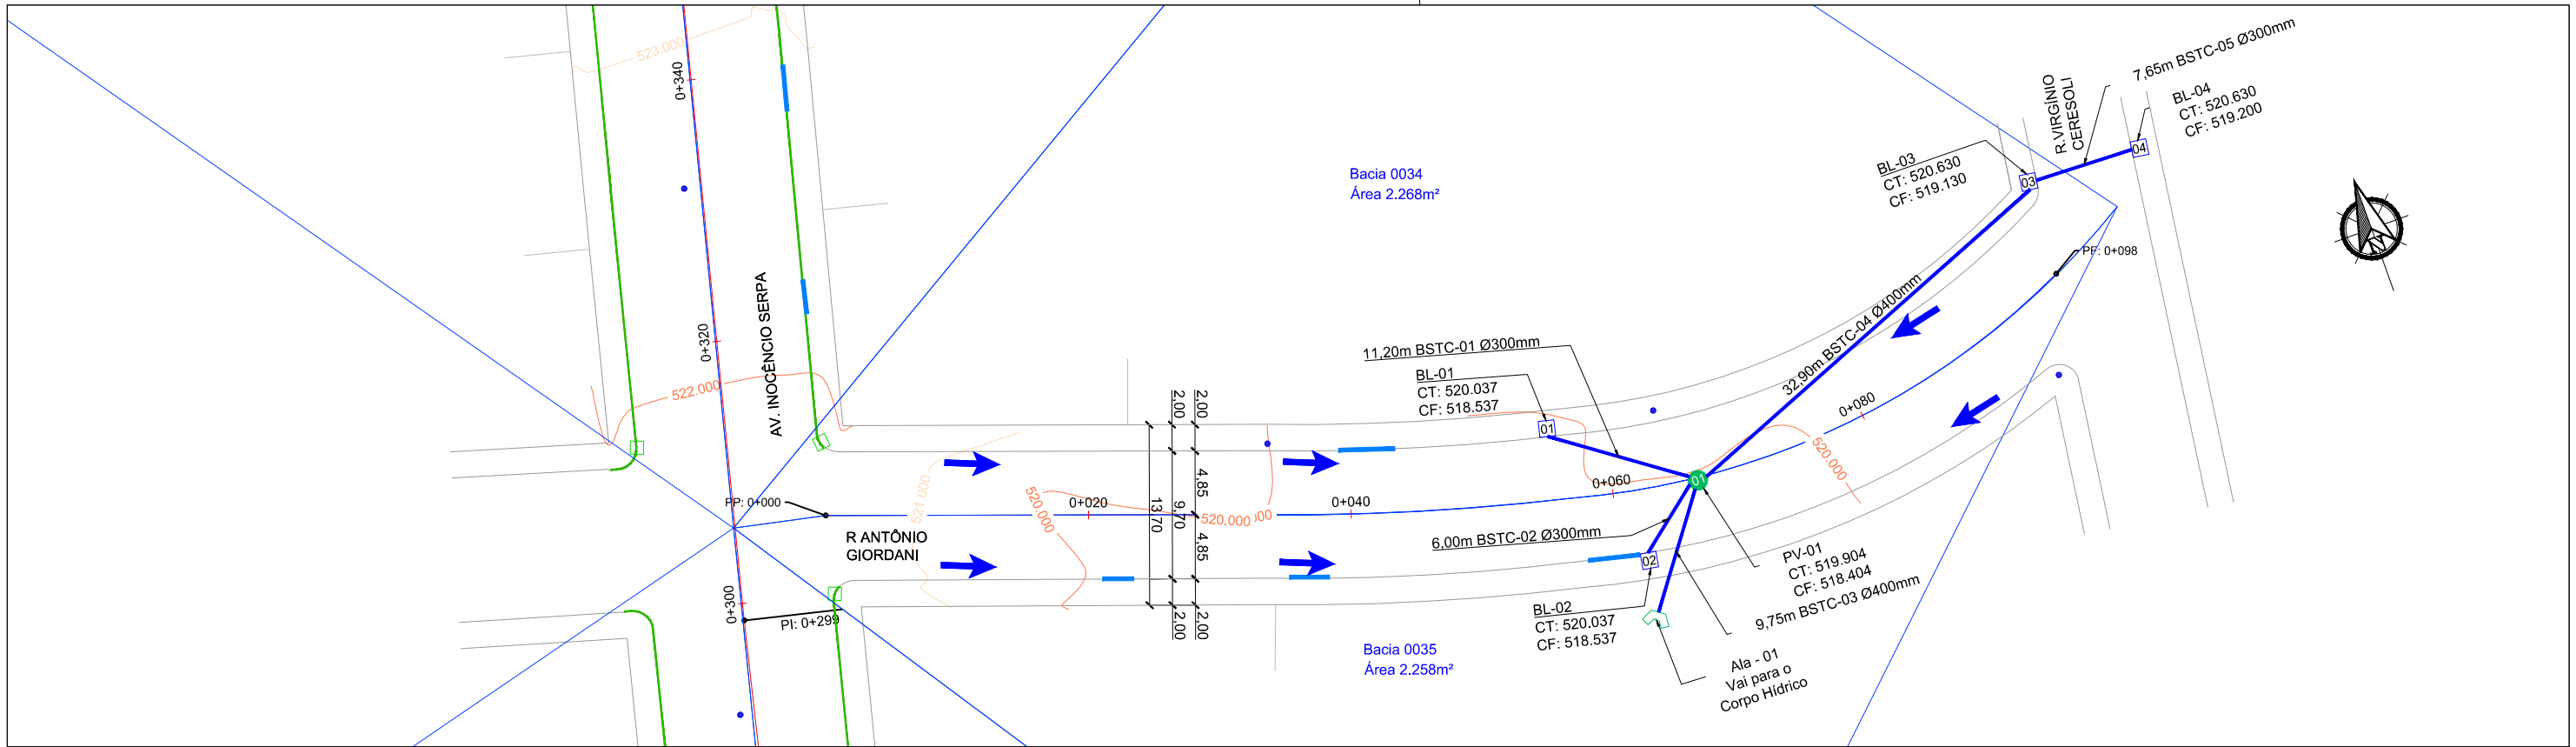 523.000
0+340
0+320
522.000
AV. INOCÊNCIO SERPA
PP: 0+000
R ANTÔNIO
GIORDANI
0+300
PI: 0+299
521.000
520.000
0+020
2,00
2,00
13,70
9,70
4,85
4,85
2,00
2,00
520.000
0+040
Bacia 0034
Área 2.268m²
11,20m BSTC-01 Ø300mm
BL-01
CT: 520.037
CF: 518.537
01
0+060
6,00m BSTC-02 Ø300mm
02
BL-02
CT: 520.037
CF: 518.537
Bacia 0035
Área 2.258m²
01
PV-01
CT: 519.904
CF: 518.404
9,75m BSTC-03 Ø400mm
Ala - 01
Vai para o
Corpo Hídrico
32,90m BSTC-04 Ø400mm
0+080
520.000
BL-03
CT: 520.630
CF: 519.130
03
R.VIRGÍNIO
CERESOLI
7,65m BSTC-05 Ø300mm
BL-04
CT: 520.630
CF: 519.200
04
PF: 0+098
N